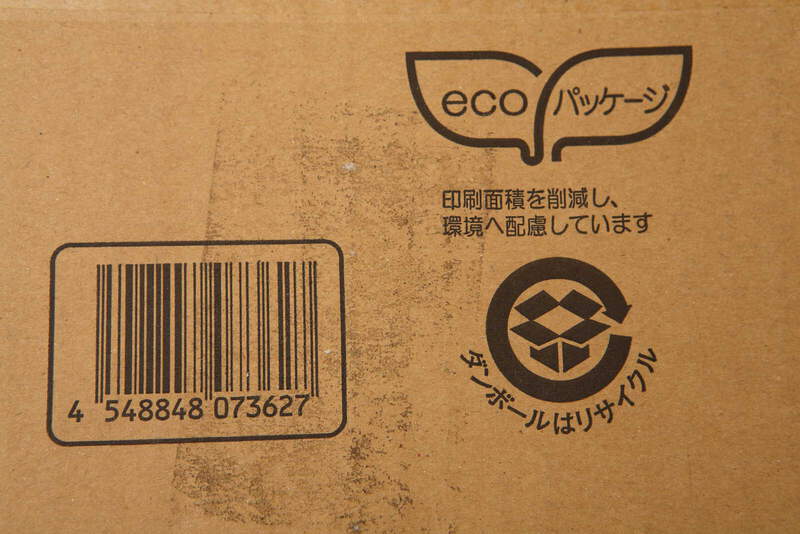 eco パッケージ
印刷面積を削減し、
環境へ配慮しています
ダンボールはリサイクル
4 548848 073627